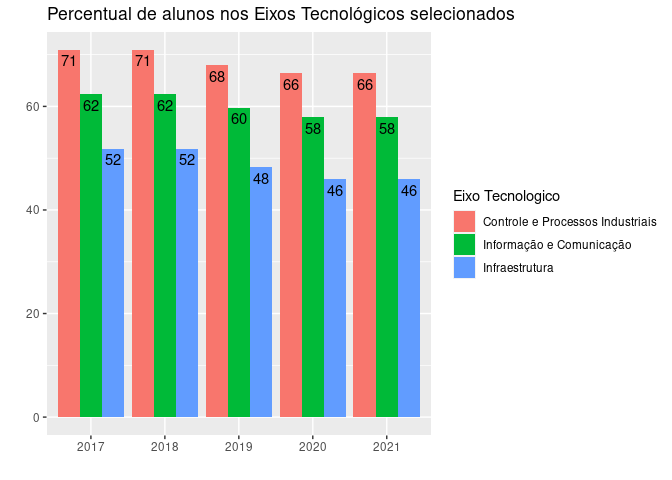 Percentual de alunos nos Eixos Tecnológicos selecionados
71 62 52 71 62 52 68 60 48 66 58 46 66 58 46
60
40
20
0
2017 2018 2019 2020 2021
Eixo Tecnologico
Controle e Processos Industriais
Informação e Comunicação
Infraestrutura